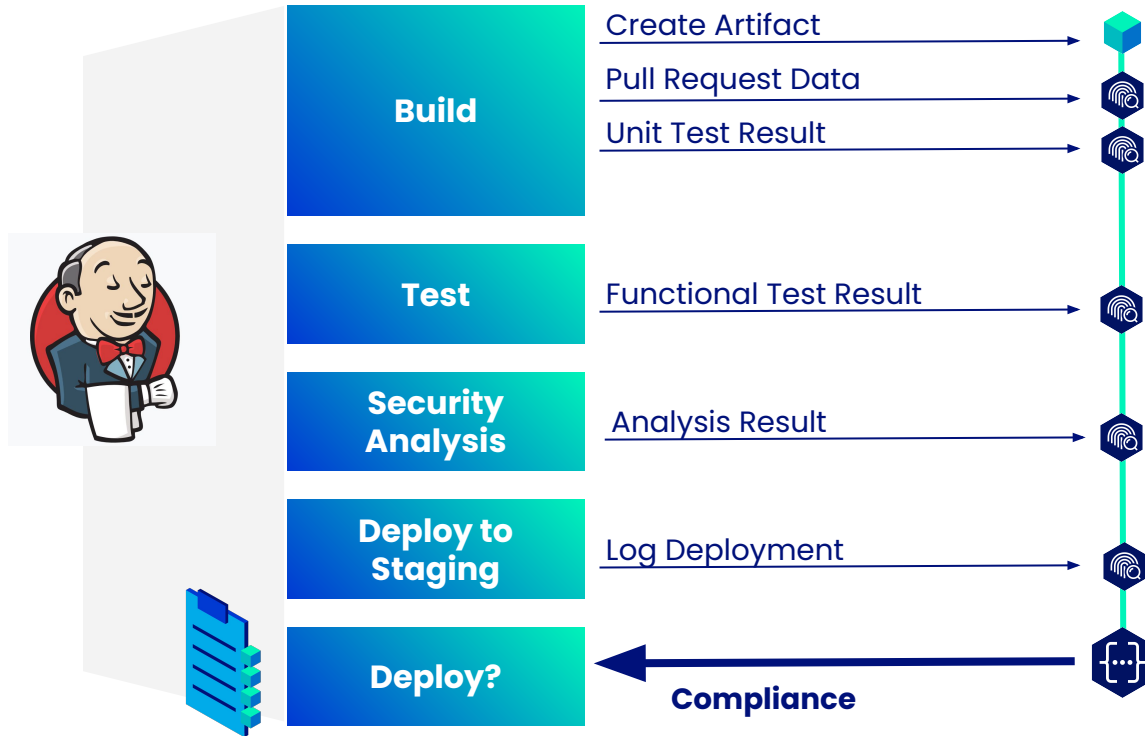 Create Artifact
Build
Pull Request Data
Unit Test Result
Test
Functional Test Result
Security
Analysis
Analysis Result
Deploy to
Staging
Log Deployment
Deploy?
Compliance
{...}